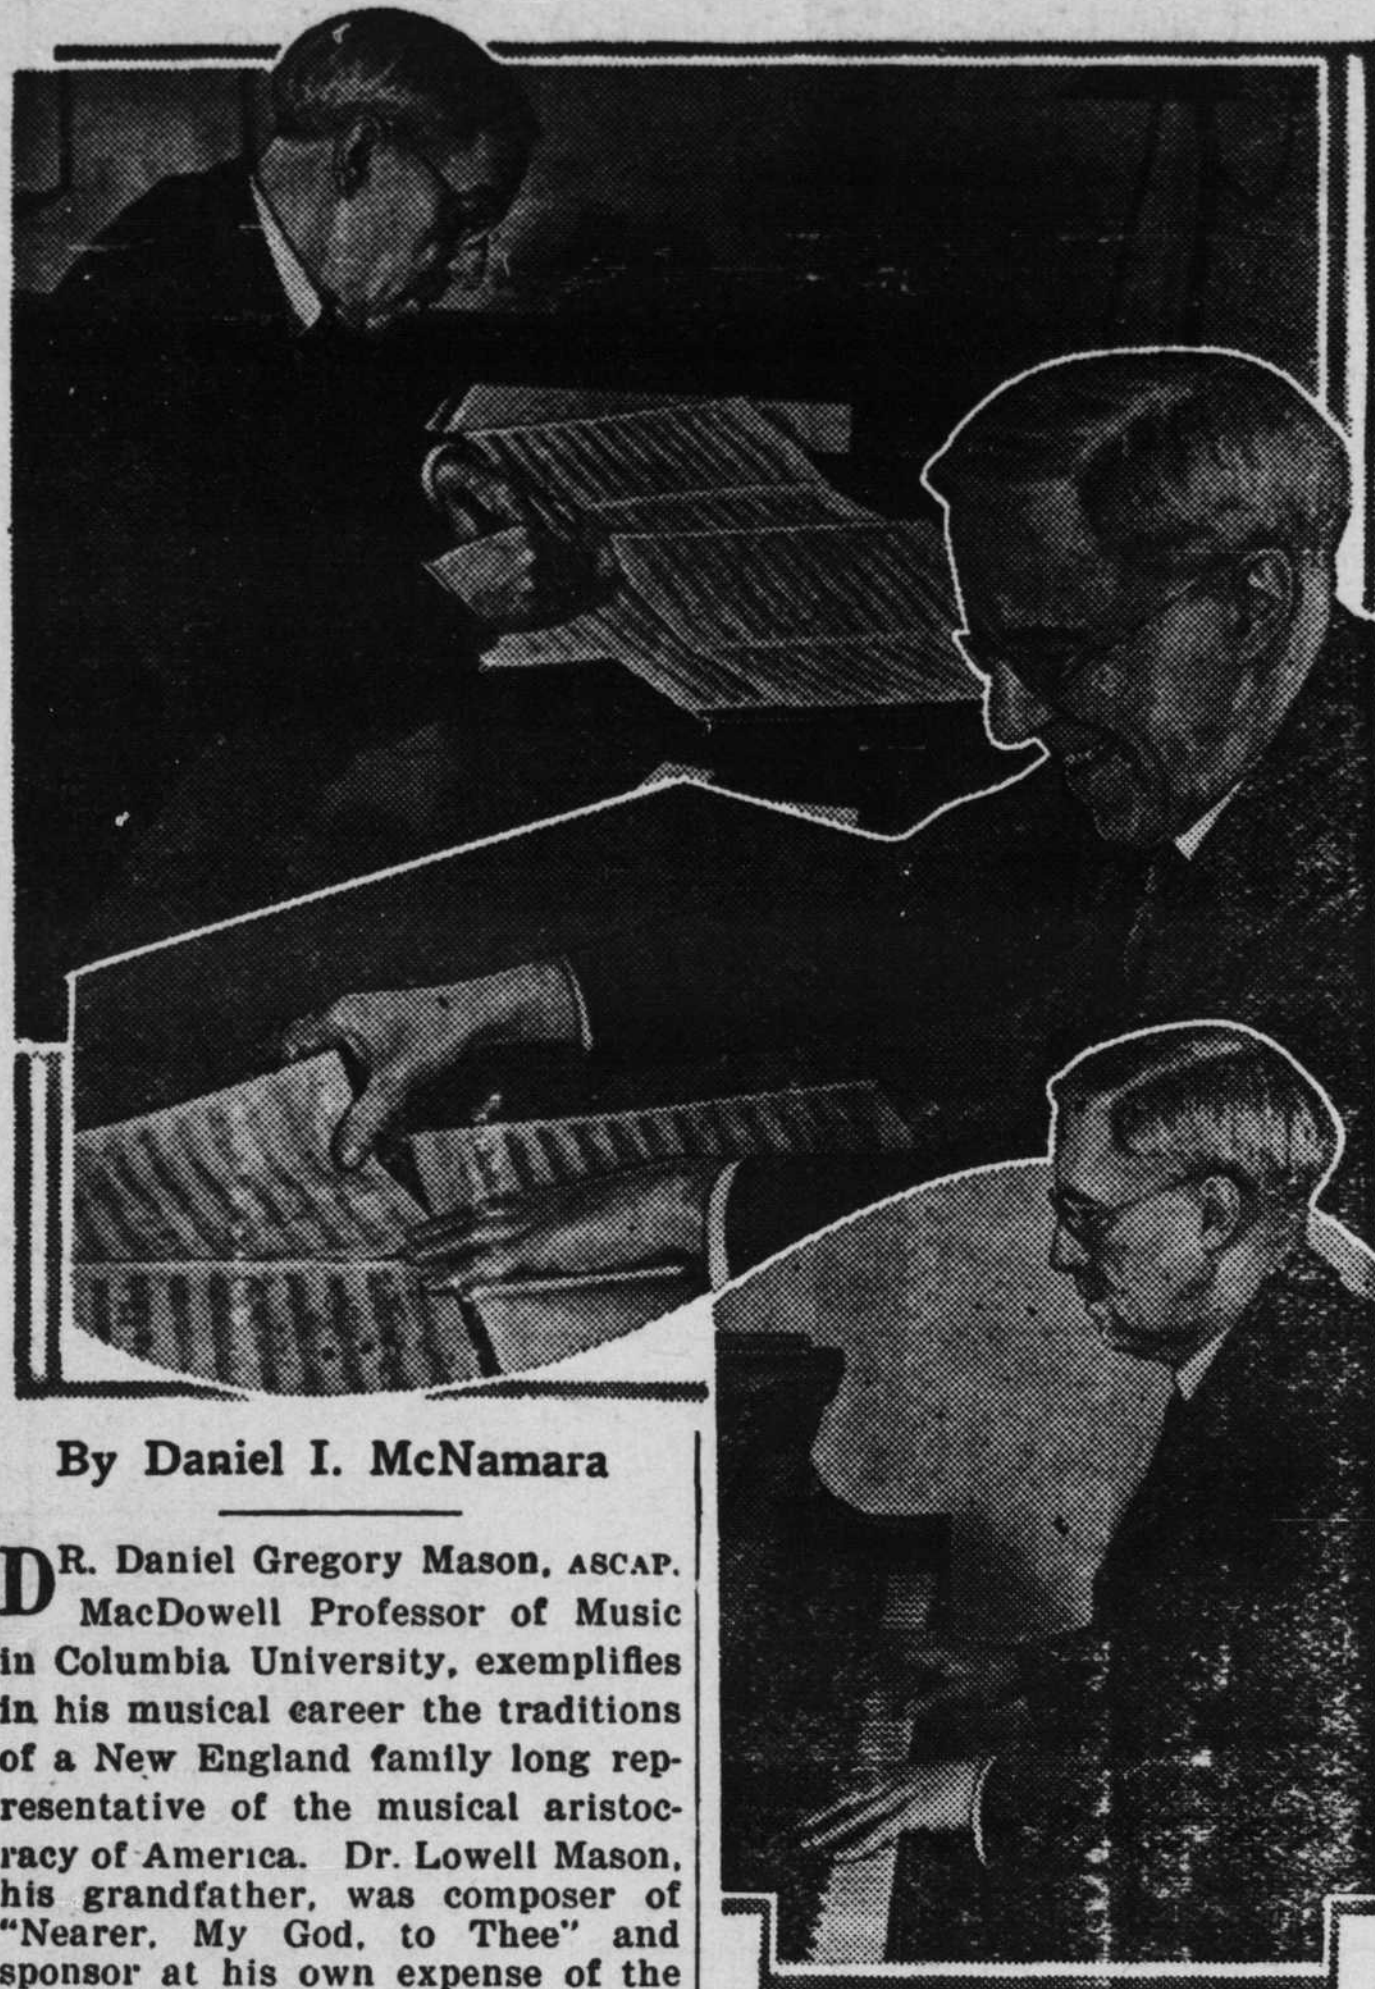 By Daniel I. McNamara
DR. Daniel Gregory Mason, ASCAP.
MacDowell Professor of Music
in Columbia University, exemplifies
in his musical career the traditions
of a New England family long rep-
resentative of the musical aristoc-
racy of America. Dr. Lowell Mason,
his grandfather, was composer of
“Nearer, My God, to Thee” and
sponsor at his own expense of the